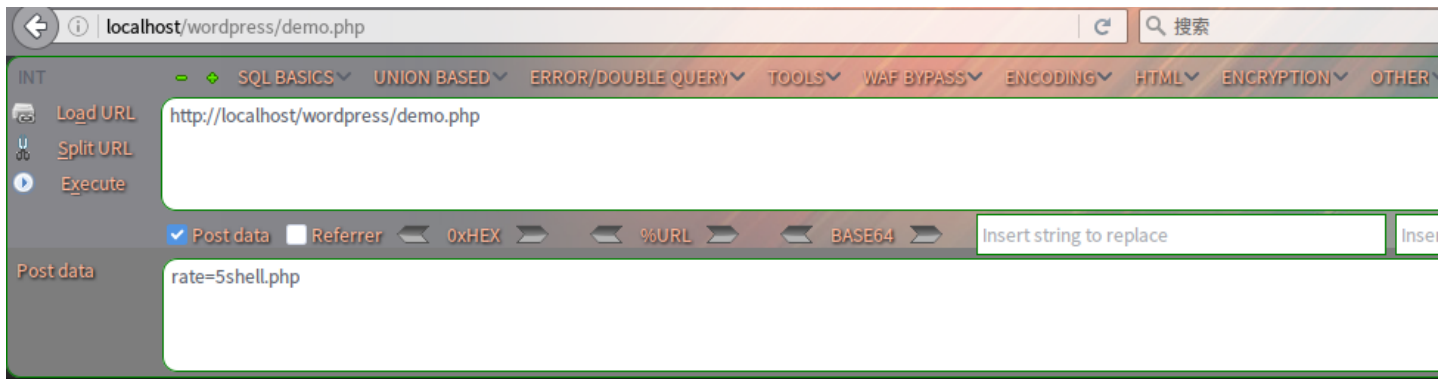 localhost/wordpress/demo.php 搜索
INT SQL BASICS UNION BASED ERROR/DOUBLE QUERY TOOLS WAF BYPASS ENCODING HTML ENCRYPTION OTHER
Load URL http://localhost/wordpress/demo.php
Split URL
Execute
Post data Referrer 0xHEX %URL BASE64 Insert string to replace Inser
Post data rate=5shell.php